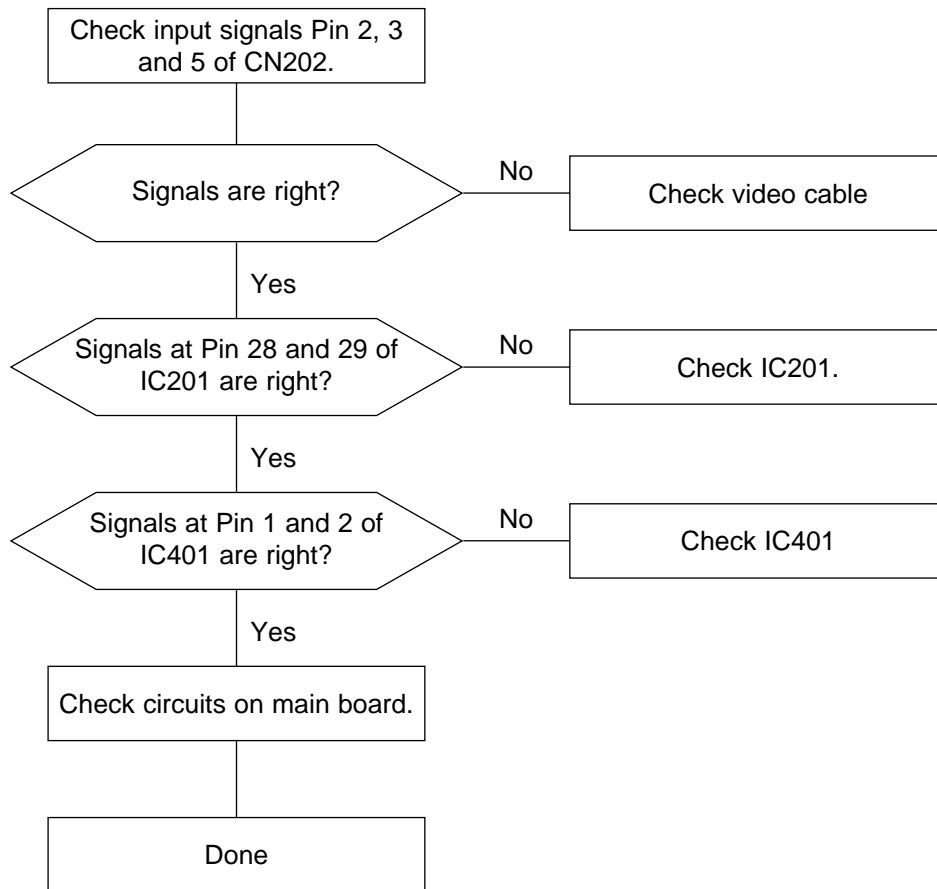 Check input signals Pin 2, 3
and 5 of CN202.
Signals are right?
No
Check video cable
Yes
Signals at Pin 28 and 29 of
IC201 are right?
No
Check IC201.
Yes
Signals at Pin 1 and 2 of
IC401 are right?
No
Check IC401
Yes
Check circuits on main board.
Done